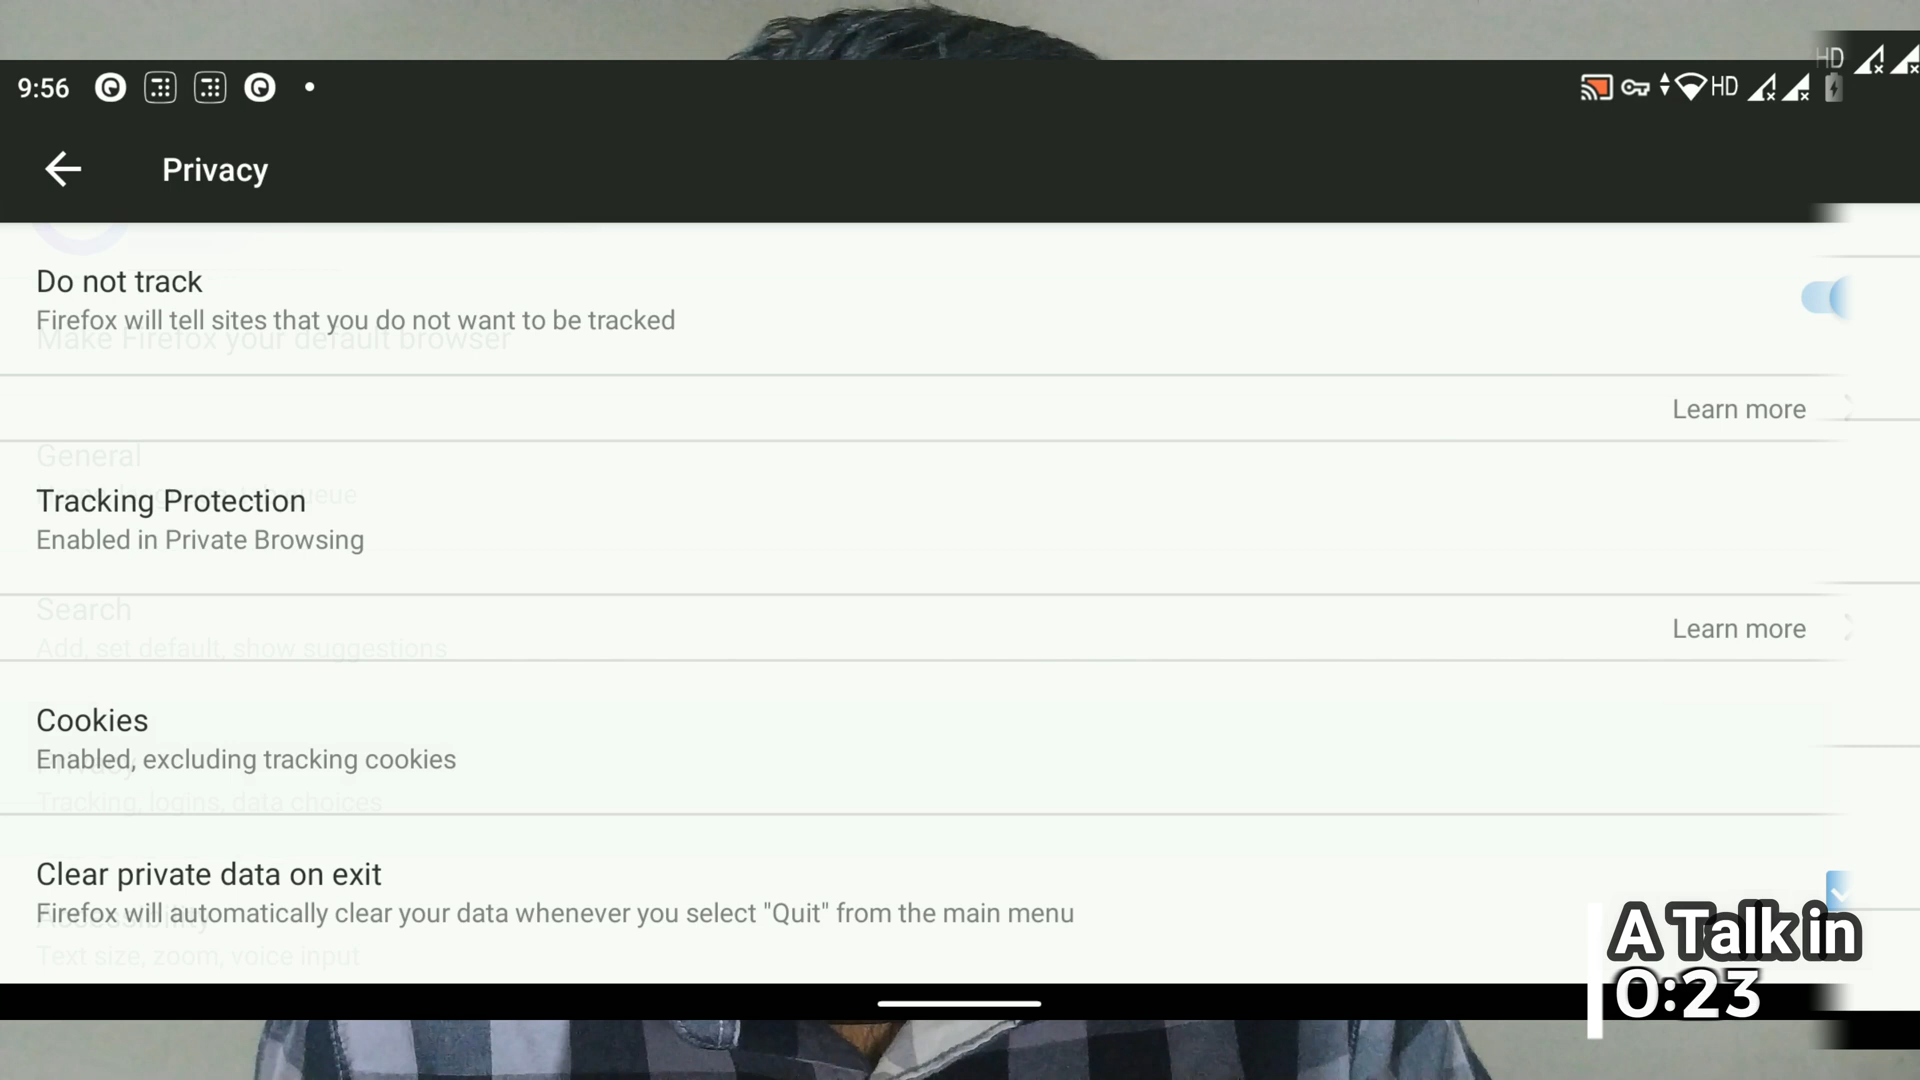 9:56
HD
HD
Privacy
Do not track
Firefox will tell sites that you do not want to be tracked
Make Firefox your default browser
Learn more
General
Tracking Protection
Enabled in Private Browsing
Search
Learn more
Add, set default, show suggestions
Cookies
Enabled, excluding tracking cookies
Privacy
Tracking, logins, data choices
Clear private data on exit
Firefox will automatically clear your data whenever you select "Quit" from the main menu
Accessibility
Text size, zoom, voice input
A Talk in
0:23